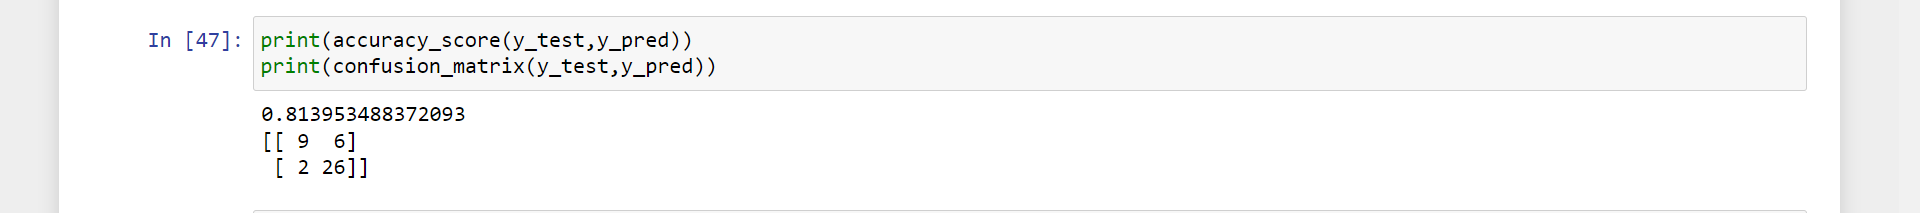 In [47]: print(accuracy_score(y_test,y_pred))
print(confusion_matrix(y_test,y_pred))
0.813953488372093
[[ 9  6]
 [ 2 26]]